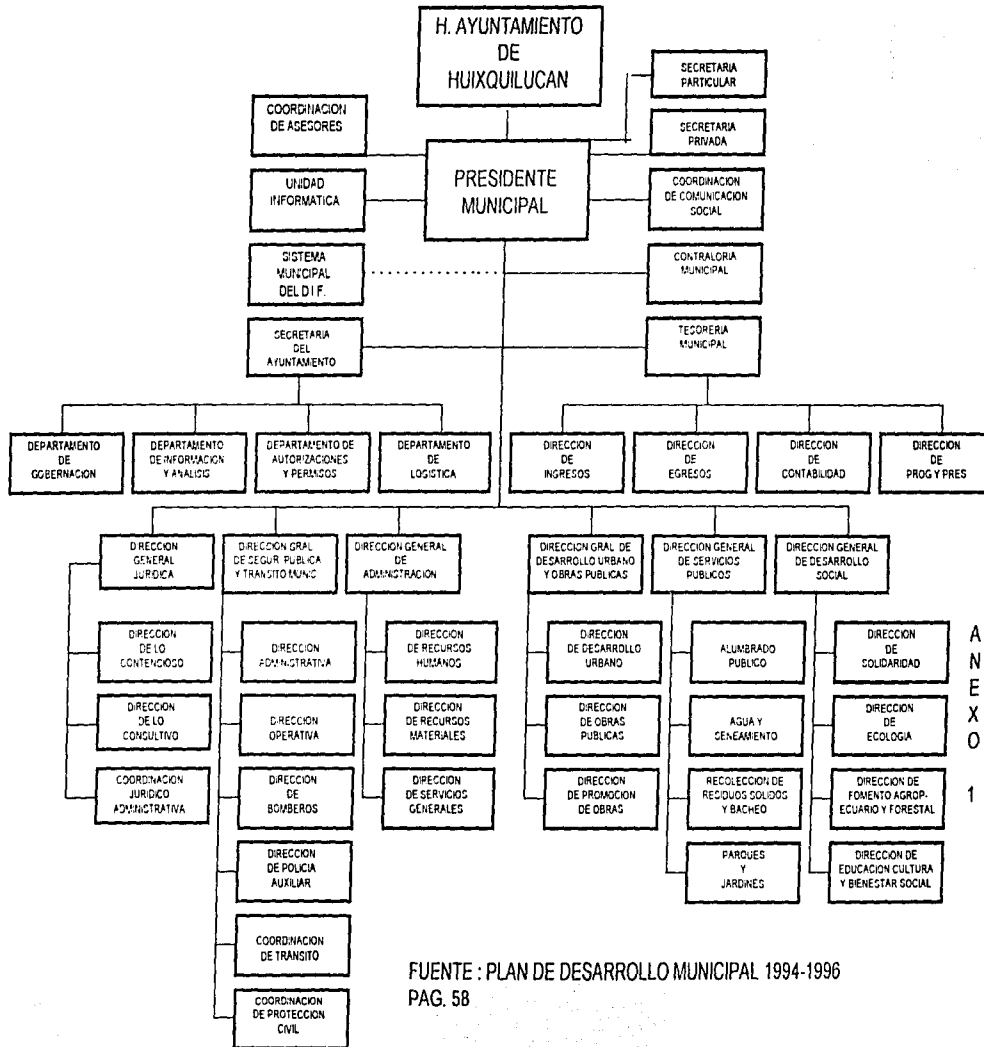 H. AYUNTAMIENTO
DE
HUIXQUILUCAN
SECRETARIA
PARTICULAR
COORDINACION
DE ASESORES
SECRETARIA
PRIVADA
PRESIDENTE
MUNICIPAL
UNIDAD
INFORMATICA
COORDINACION
DE COMUNICACION
SOCIAL
SISTEMA
MUNICIPAL
DEL D I F.
CONTRALORIA
MUNICIPAL
SECRETARIA
DEL
AYUNTAMIENTO
TESORERIA
MUNICIPAL
DEPARTAMENTO
DE
GOBERNACION
DEPARTAMENTO
DE INFORMACION
Y ANALISIS
DEPARTAMENTO DE
AUTORIZACIONES
Y PERMISOS
DEPARTAMENTO
DE
LOGISTICA
DIRECCION
DE
INGRESOS
DIRECCION
DE
EGRESOS
DIRECCION
DE
CONTABILIDAD
DIRECCION
DE
PROG Y PRES
DIRECCION
GENERAL
JURIDICA
DIRECCION GRAL
DE SEGUR PUBLICA
Y TRANSITO MUNIC
DIRECCION GENERAL
DE
ADMINISTRACION
DIRECCION GRAL DE
DESARROLLO URBANO
Y OBRAS PUBLICAS
DIRECCION GENERAL
DE SERVICIOS
PUBLICOS
DIRECCION GENERAL
DE DESARROLLO
SOCIAL
DIRECCION
DE LO
CONTENCIOSO
DIRECCION
ADMINISTRATIVA
DIRECCION
DE RECURSOS
HUMANOS
DIRECCION
DE DESARROLLO
URBANO
ALUMBRADO
PUBLICO
DIRECCION
DE
SOLIDARIDAD
DIRECCION
DE LO
CONSULTIVO
DIRECCION
OPERATIVA
DIRECCION
DE RECURSOS
MATERIALES
DIRECCION
DE OBRAS
PUBLICAS
AGUA Y
SENEAMIENTO
DIRECCION
DE
ECOLOGIA
COORDINACION
JURIDICO
ADMINISTRATIVA
DIRECCION
DE
BOMBEROS
DIRECCION
DE SERVICIOS
GENERALES
DIRECCION
DE PROMOCION
DE OBRAS
RECOLECCION DE
RESIDUOS SOLIDOS
Y BACHEO
DIRECCION DE
FOMENTO AGROP-
ECUARIO Y FORESTAL
DIRECCION
DE POLICIA
AUXILIAR
PARQUES
Y
JARDINES
DIRECCION DE
EDUCACION CULTURA
Y BIENESTAR SOCIAL
COORDINACION
DE TRANSITO
COORDINACION
DE PROTECCION
CIVIL
ANEXO 1
FUENTE : PLAN DE DESARROLLO MUNICIPAL 1994-1996
PAG. 58